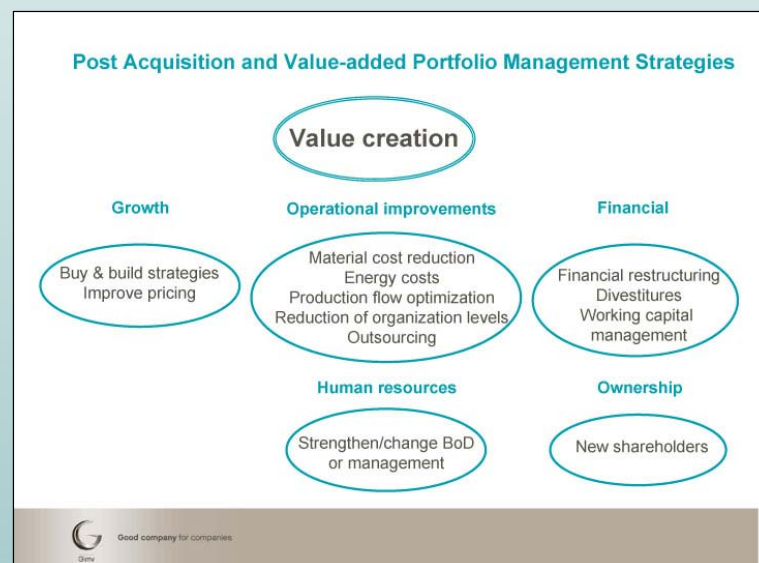 Post Acquisition and Value-added Portfolio Management Strategies
Value creation
Growth
Buy & build strategies
Improve pricing
Operational improvements
Material cost reduction
Energy costs
Production flow optimization
Reduction of organization levels
Outsourcing
Financial
Financial restructuring
Divestitures
Working capital
management
Human resources
Strengthen/change BoD
or management
Ownership
New shareholders
Gimv
Good company for companies